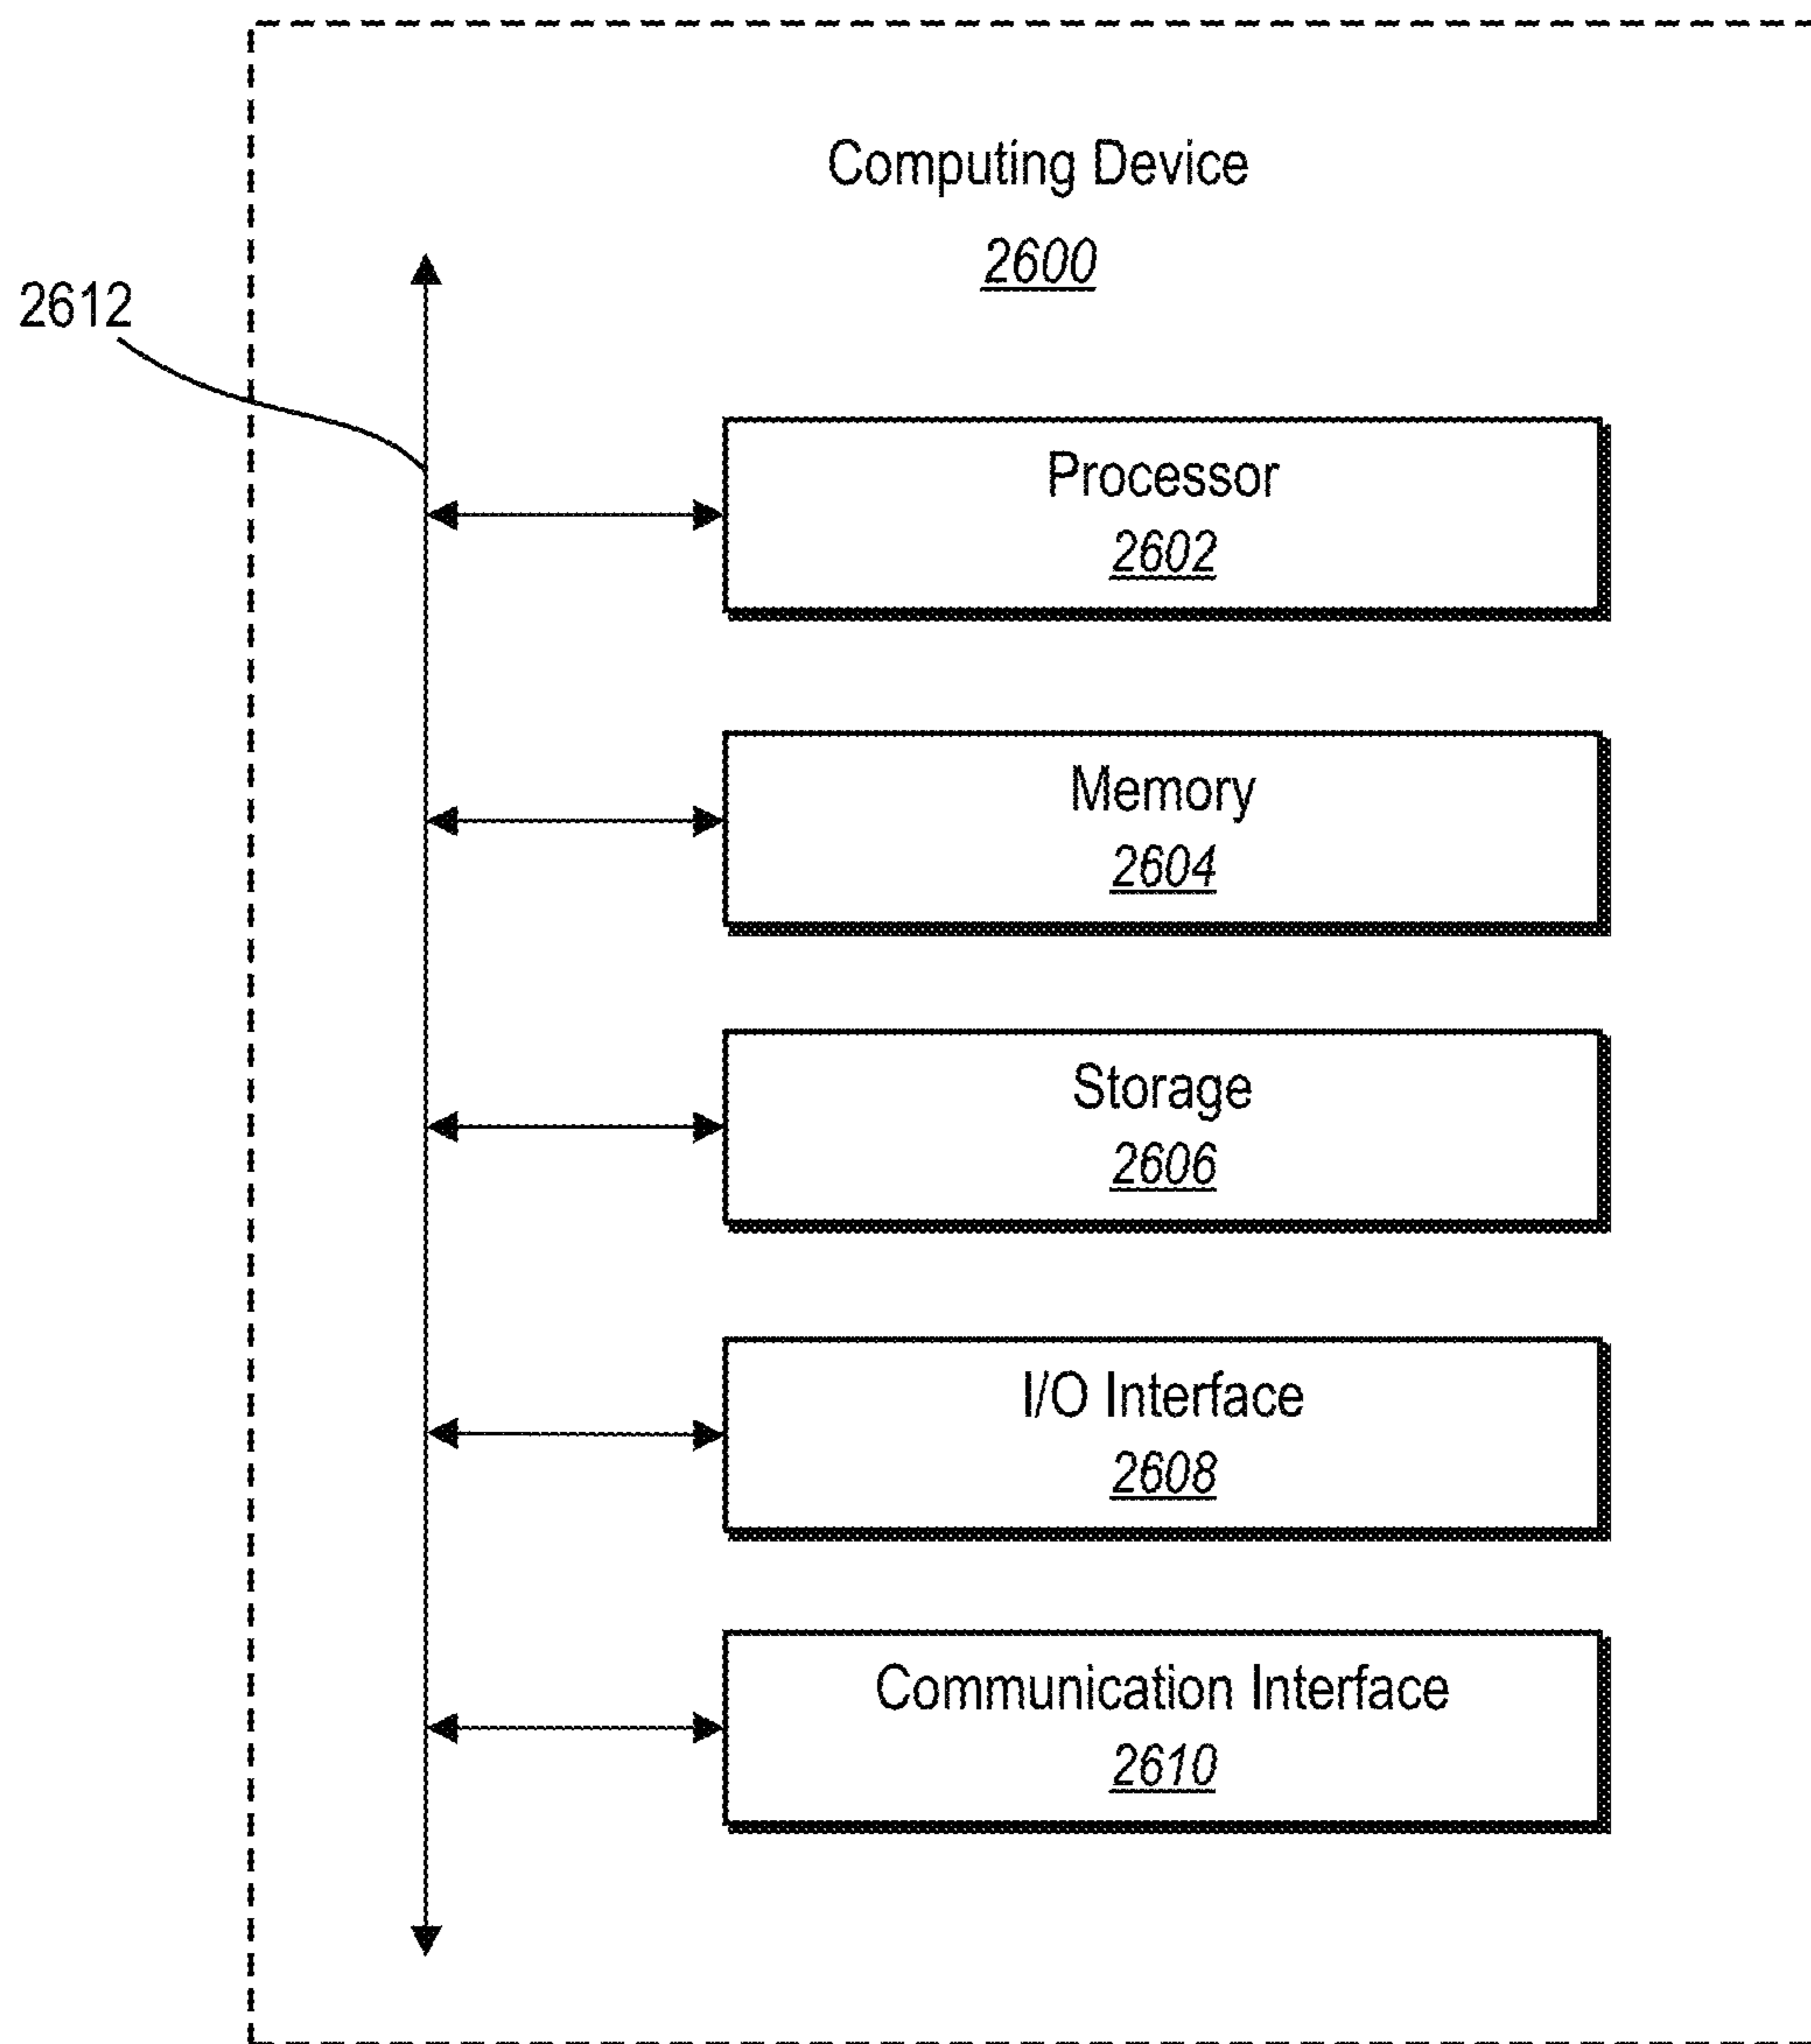 Computing Device
2600
2612
Processor
2602
Memory
2604
Storage
2606
I/O Interface
2608
Communication Interface
2610